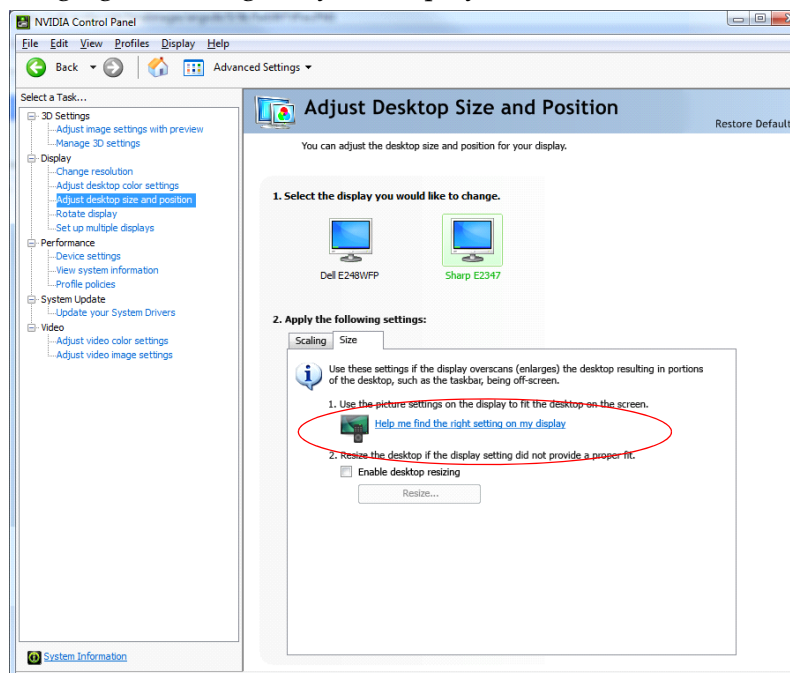 NVIDIA Control Panel
File Edit View Profiles Display Help
Back Advanced Settings
Select a Task...
3D Settings
Adjust image settings with preview
Manage 3D settings
Display
Change resolution
Adjust desktop color settings
Adjust desktop size and position
Rotate display
Set up multiple displays
Performance
Device settings
View system information
Profile policies
System Update
Update your System Drivers
Video
Adjust video color settings
Adjust video image settings
System Information
Adjust Desktop Size and Position
Restore Default
You can adjust the desktop size and position for your display.
1. Select the display you would like to change.
Dell E248WFP Sharp E2347
2. Apply the following settings:
Scaling Size
Use these settings if the display overscans (enlarges) the desktop resulting in portions
of the desktop, such as the taskbar, being off-screen.
1. Use the picture settings on the display to fit the desktop on the screen.
Help me find the right setting on my display
2. Resize the desktop if the display setting did not provide a proper fit.
Enable desktop resizing
Resize...